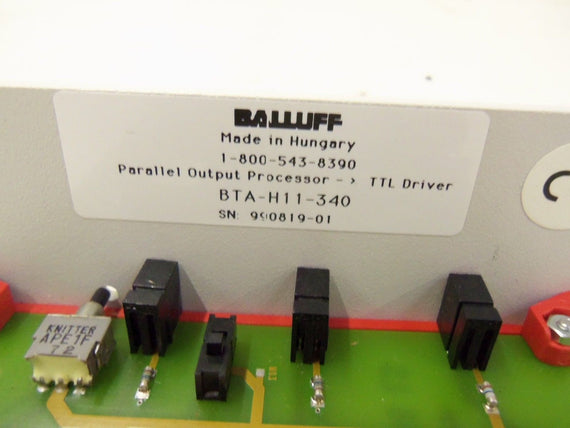 BALLUFF
Made in Hungary
1-800-543-8390
Parallel Output Processor -> TTL Driver
BTA-H11-340
SN: 990819-01
KNITTER
APE1F
72